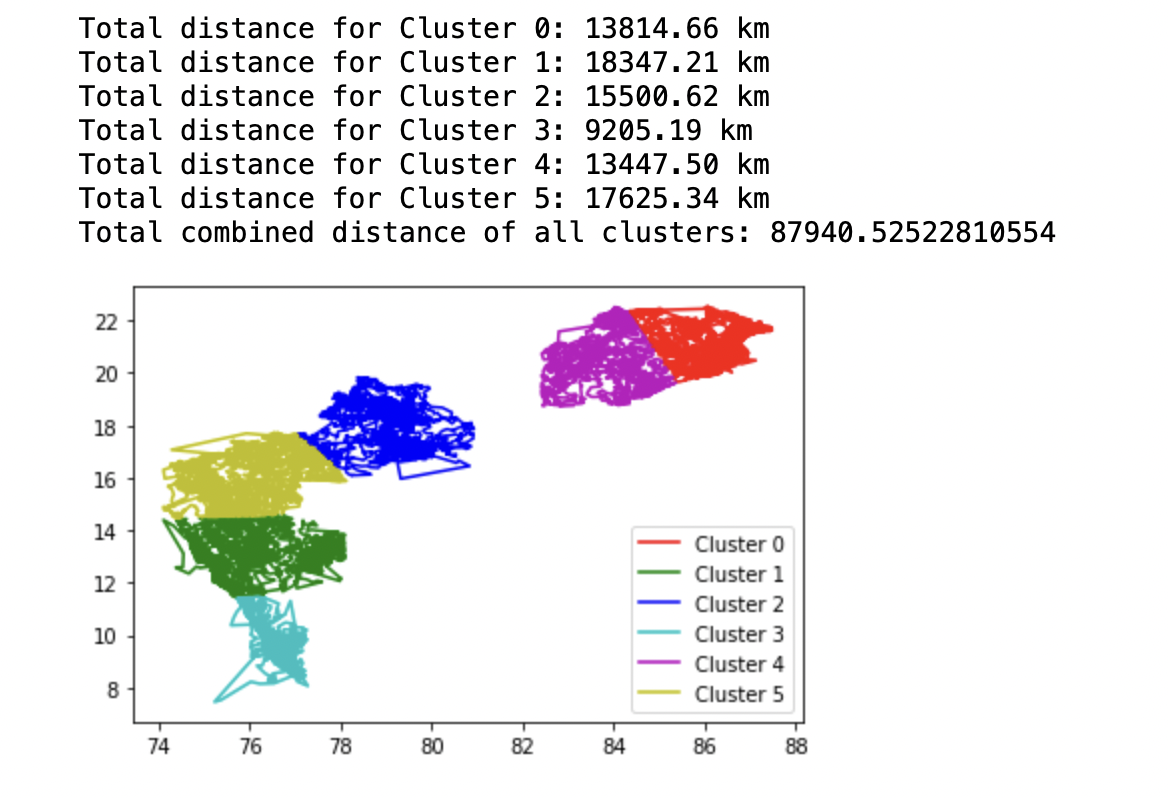 Total distance for Cluster 0: 13814.66 km
Total distance for Cluster 1: 18347.21 km
Total distance for Cluster 2: 15500.62 km
Total distance for Cluster 3: 9205.19 km
Total distance for Cluster 4: 13447.50 km
Total distance for Cluster 5: 17625.34 km
Total combined distance of all clusters: 87940.52522810554
22
20
18
16
14
12
10
8
Cluster 0
Cluster 1
Cluster 2
Cluster 3
Cluster 4
Cluster 5
74 76 78 80 82 84 86 88